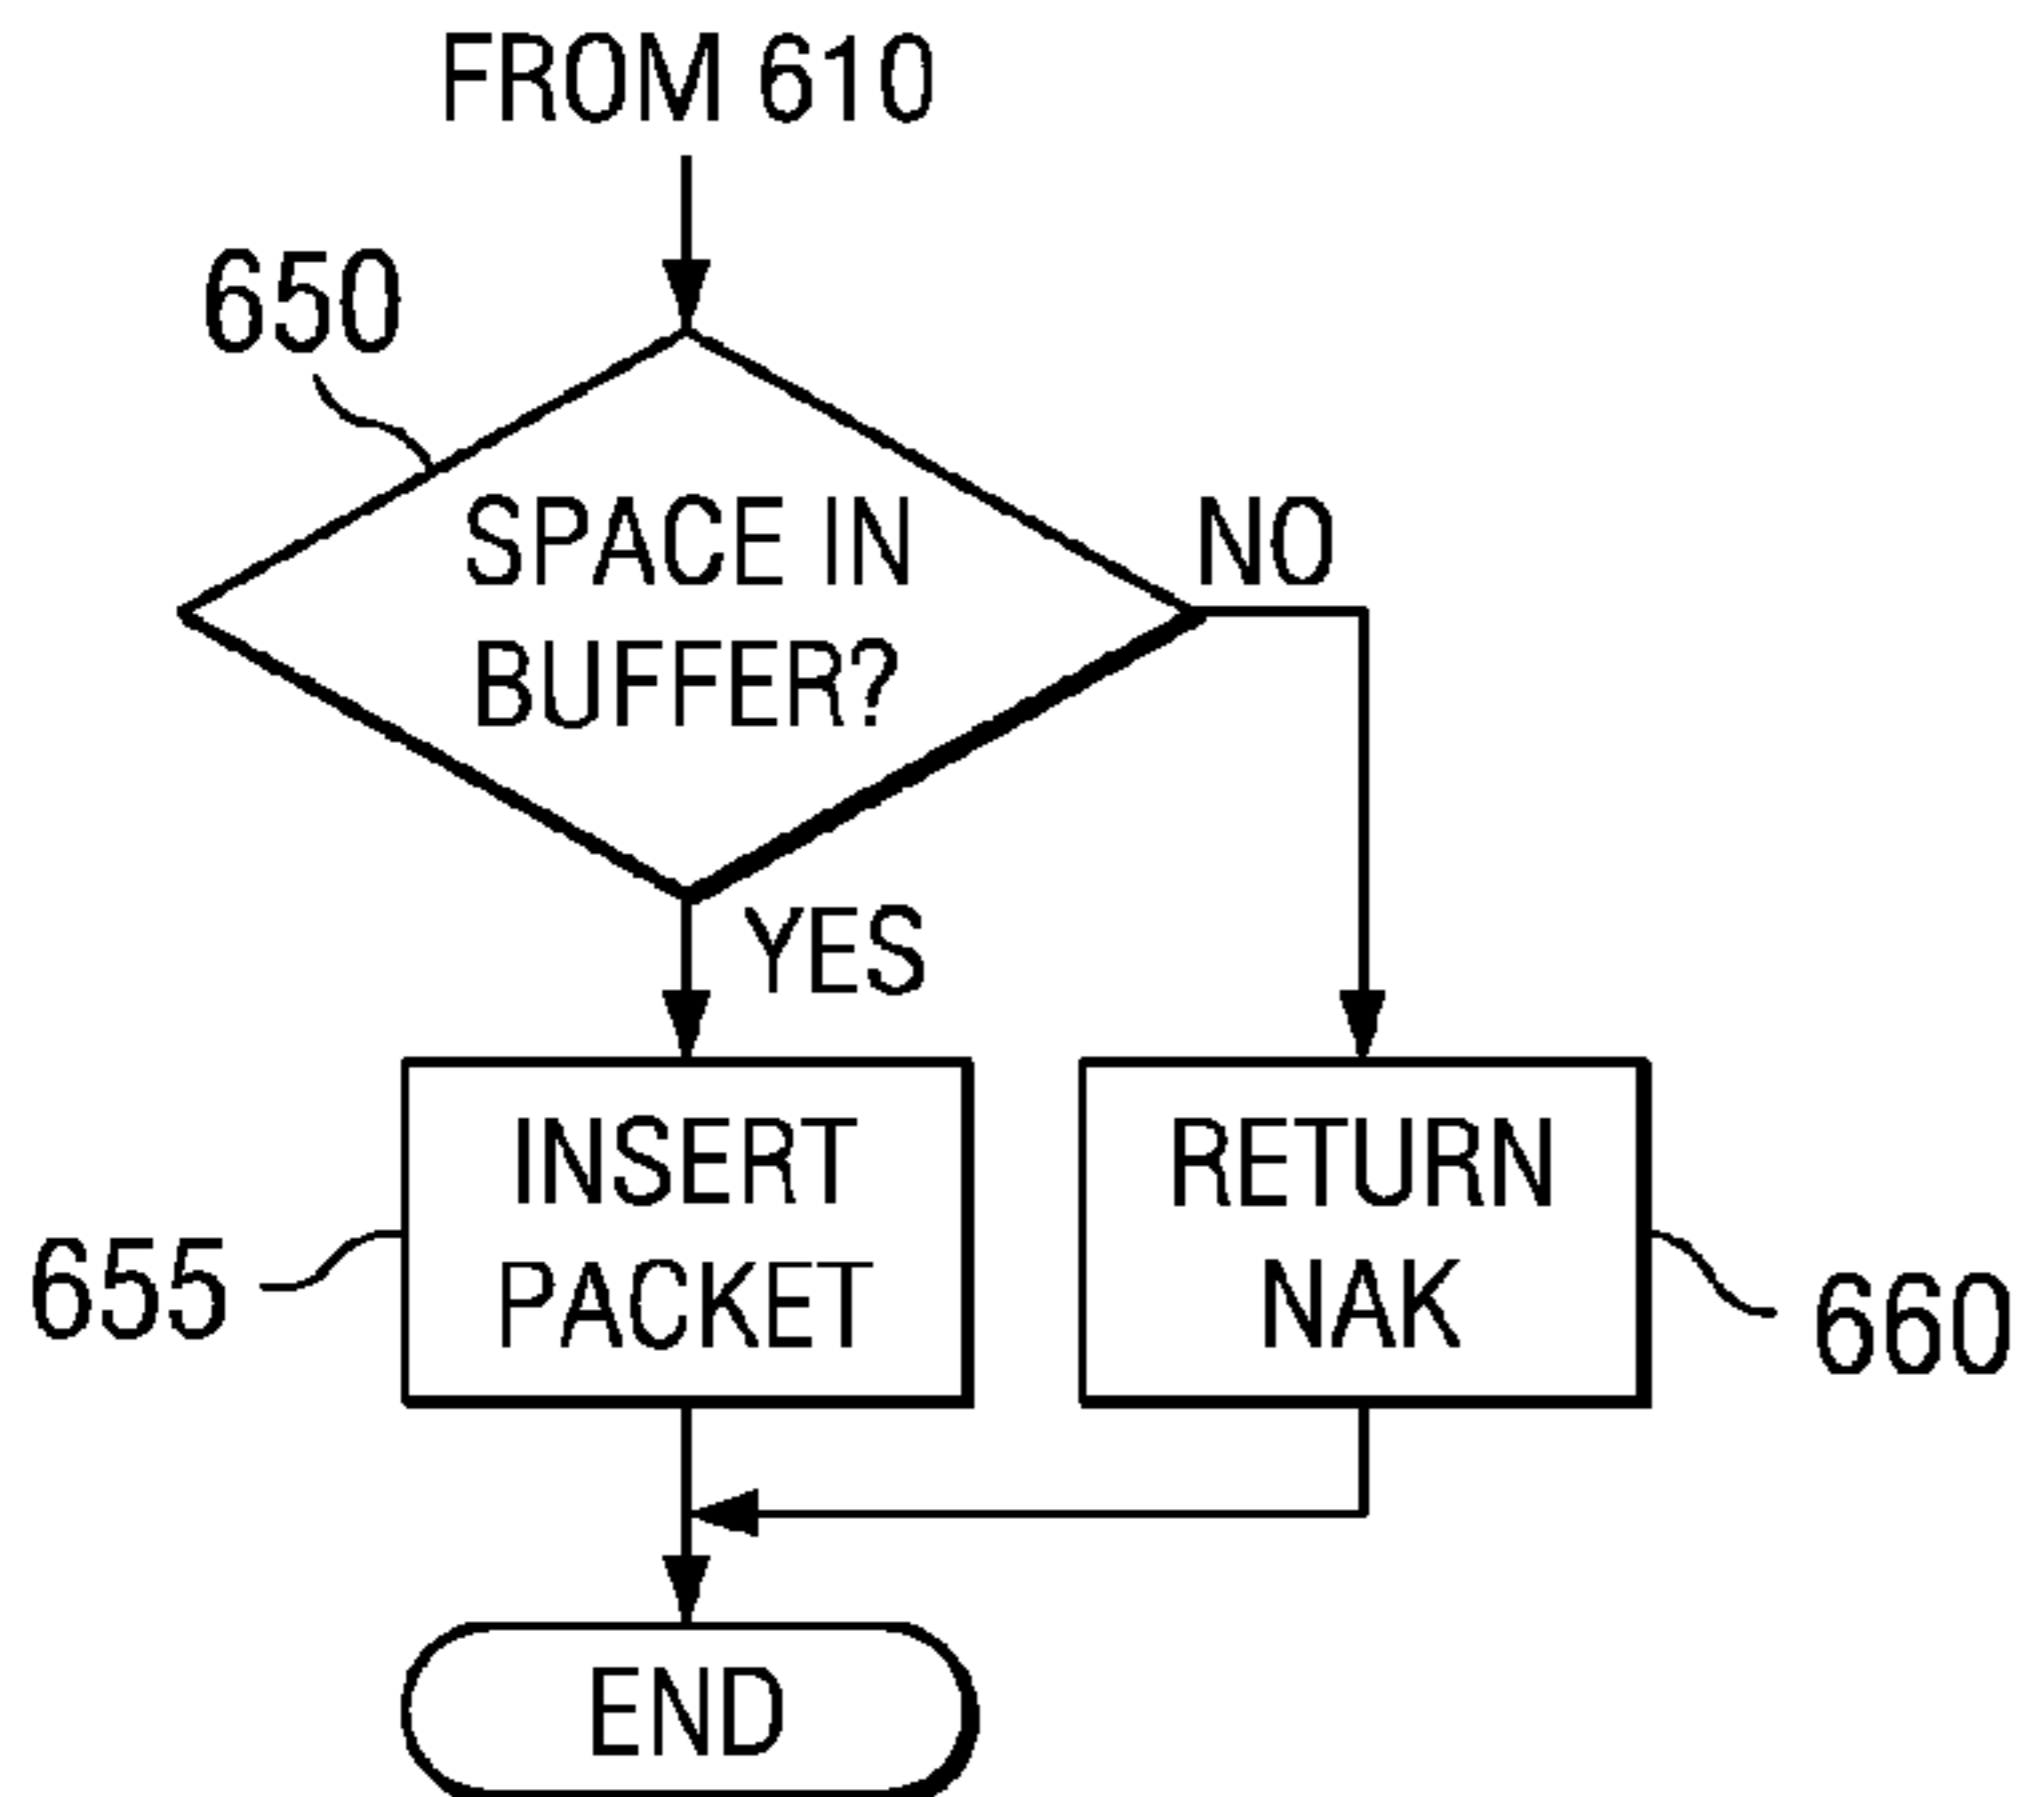 FROM 610
650
SPACE IN
BUFFER?
NO
YES
INSERT
PACKET
RETURN
NAK
655
660
END